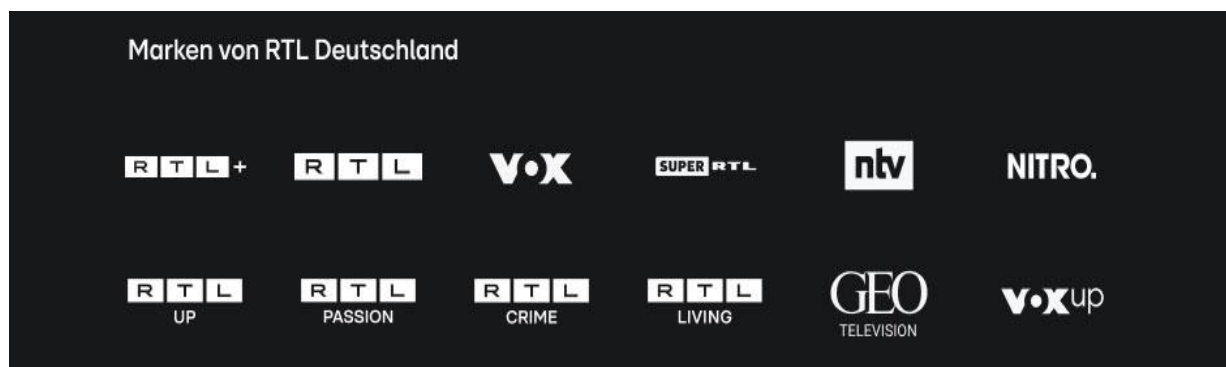 Marken von RTL Deutschland
RTL+ RTL VOX SUPER RTL ntv NITRO.
RTL UP RTL PASSION RTL CRIME RTL LIVING GEO TELEVISION VOXup